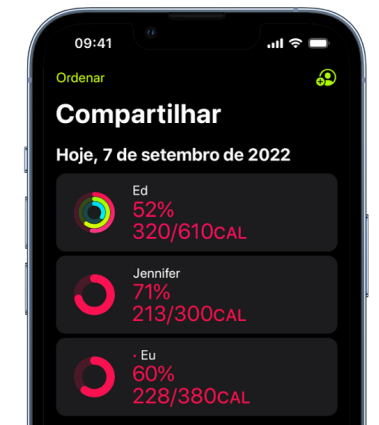 09:41
Ordenar
Compartilhar
Hoje, 7 de setembro de 2022
Ed
52%
320/610CAL
Jennifer
71%
213/300CAL
· Eu
60%
228/380CAL